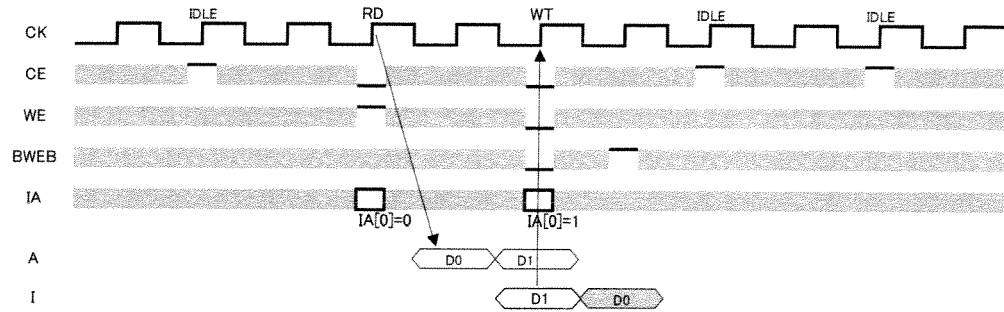 IDLE RD WT IDLE IDLE
CK
CE
WE
BWEB
IA
IA[0]=0 IA[0]=1
A D0 D1
I D1 D0